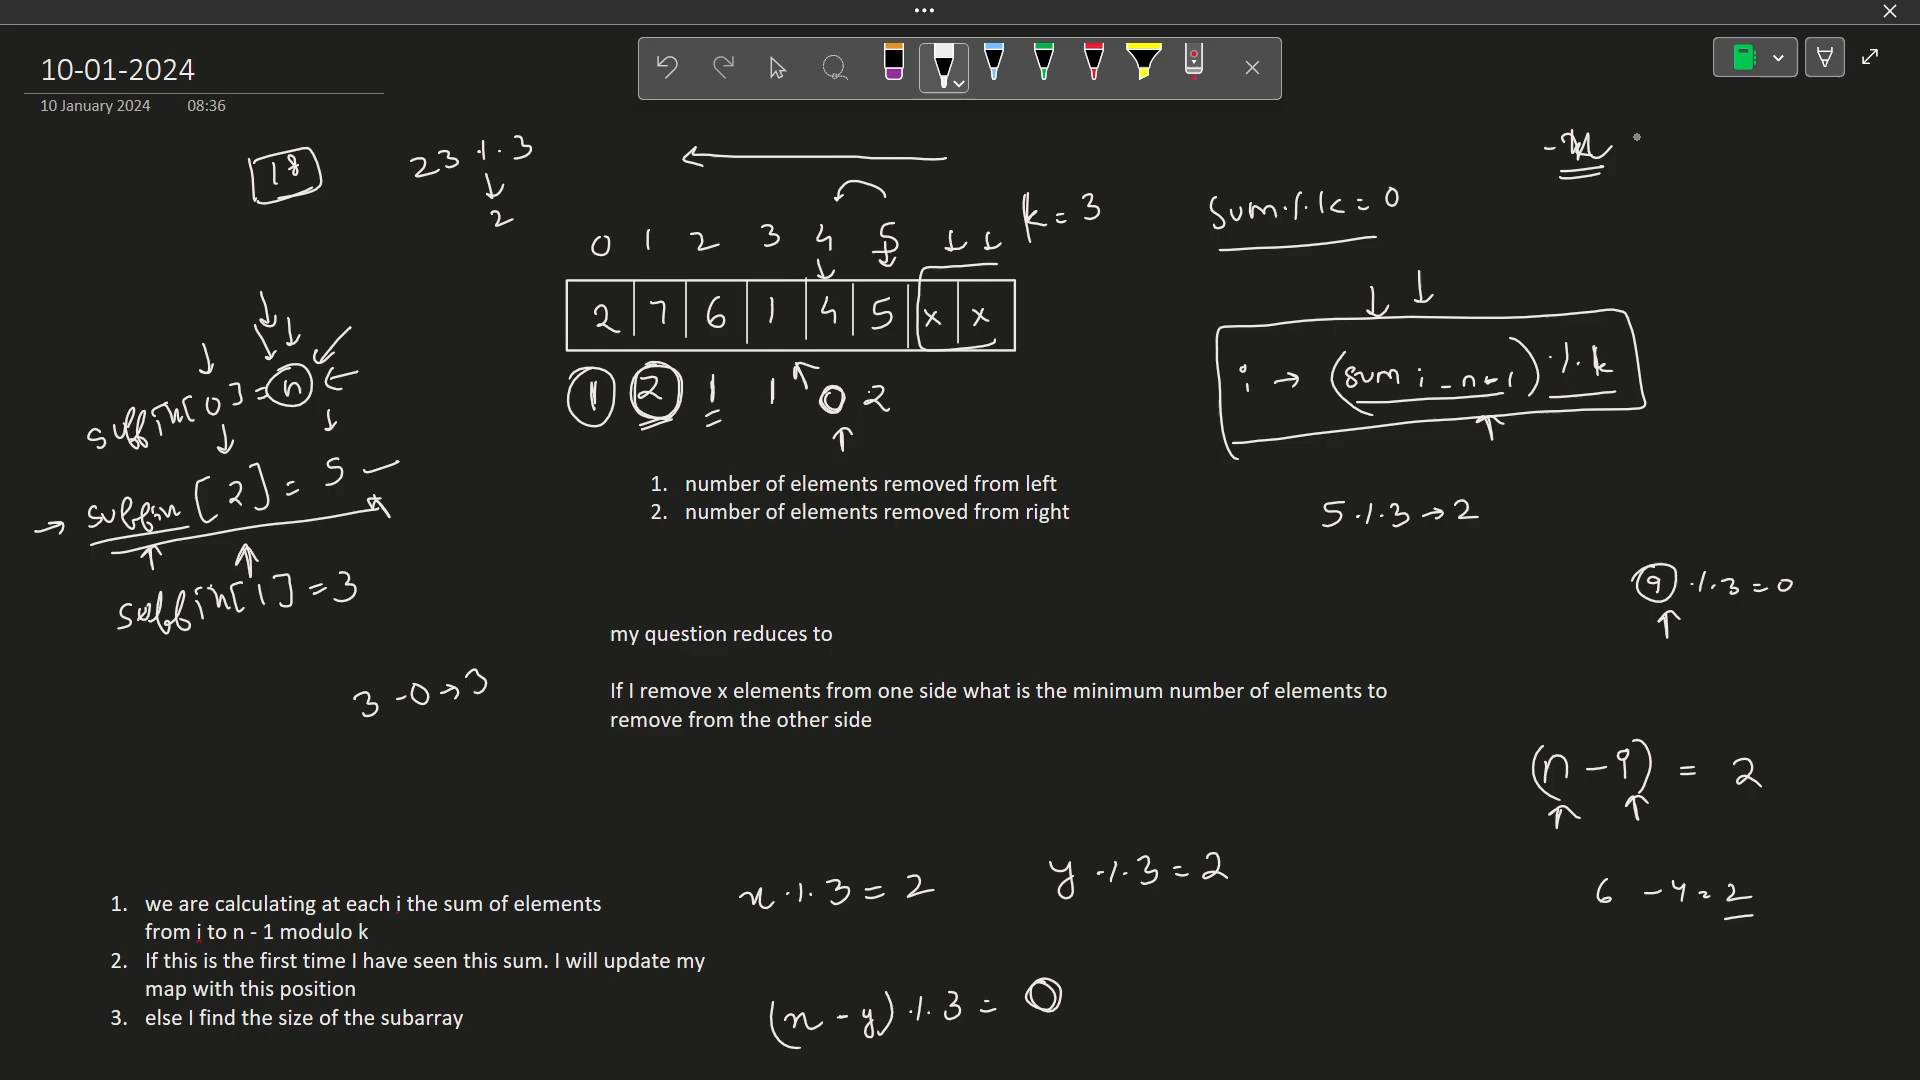 10-01-2024
10 January 2024 08:36
18
23 % 3
2
k = 3
sum % k = 0
0 1 2 3 4 5
2 7 6 1 4 5 x x
1 2 1 1 0 2
suffix[0] = n
suffix[2] = 5
suffix[1] = 3
i → (sum i - n-1) % k
1. number of elements removed from left
2. number of elements removed from right
5 % 3 → 2
9 % 3 = 0
my question reduces to
3 - 0 → 3
If I remove x elements from one side what is the minimum number of elements to
remove from the other side
(n - i) = 2
6 - 4 = 2
x % 3 = 2
y % 3 = 2
(x - y) % 3 = 0
1. we are calculating at each i the sum of elements
from i to n - 1 modulo k
2. If this is the first time I have seen this sum. I will update my
map with this position
3. else I find the size of the subarray